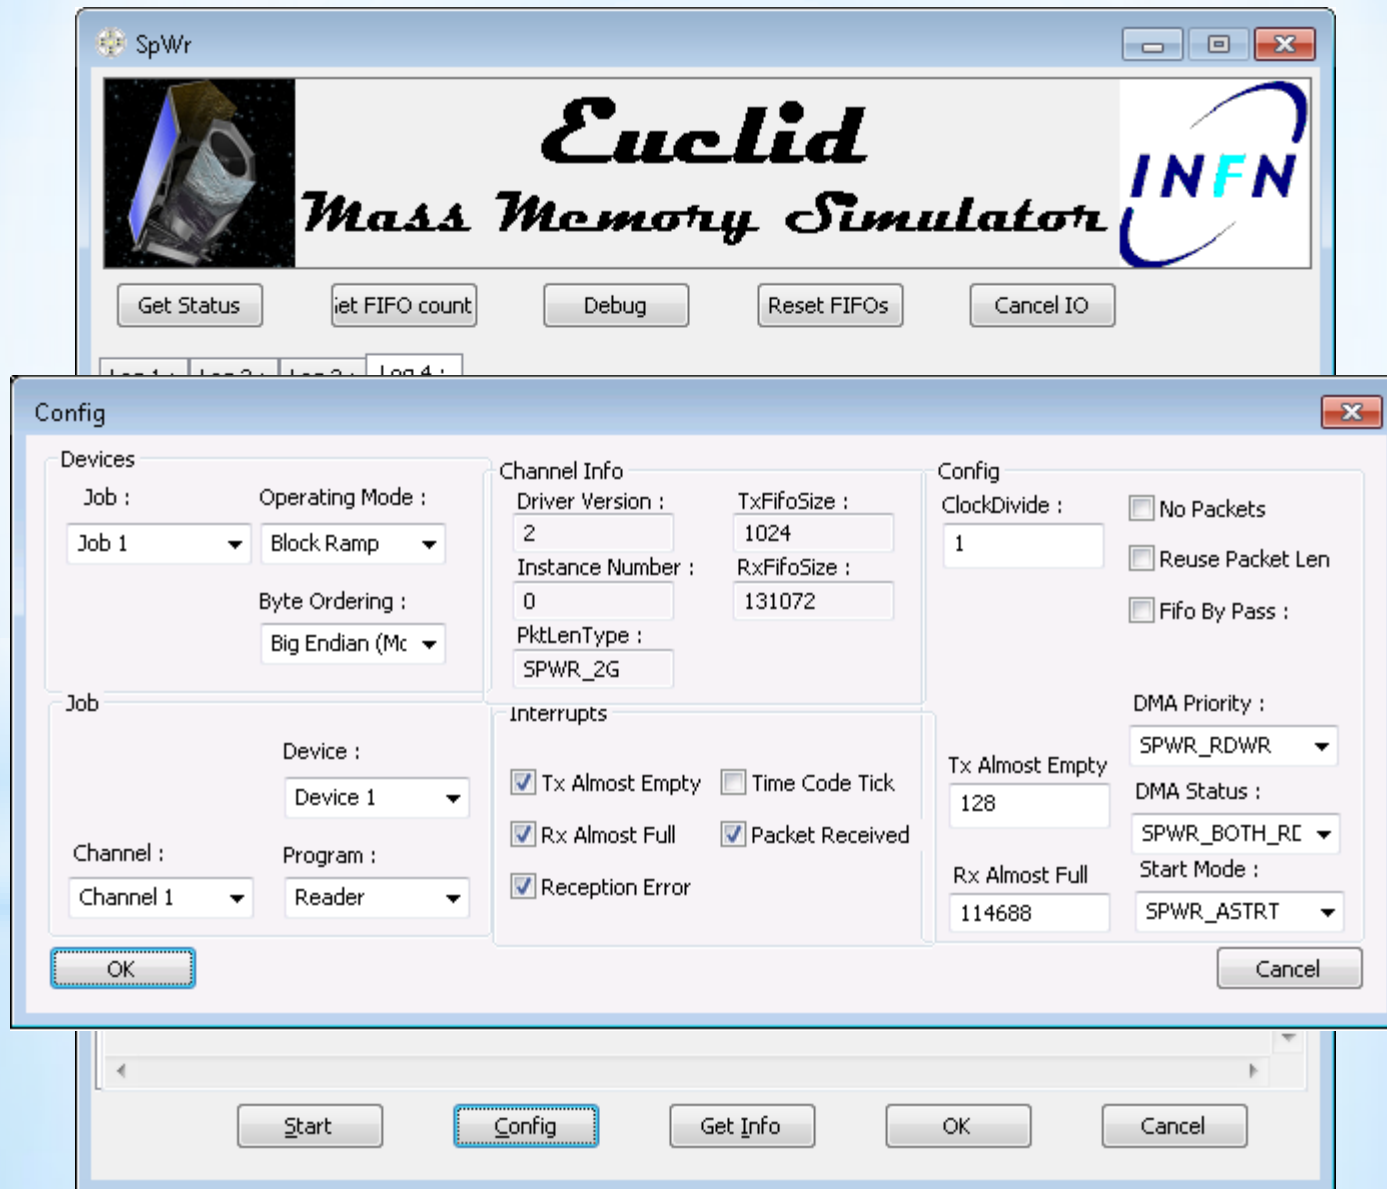 SpWr
Euclid
Mass Memory Simulator
INFN
Get Status
et FIFO count
Debug
Reset FIFOs
Cancel IO
Log 4 :
Config
Devices
Job :
Operating Mode :
Job 1
Block Ramp
Byte Ordering :
Big Endian (Mc
Channel Info
Driver Version :
TxFifoSize :
2
1024
Instance Number :
RxFifoSize :
0
131072
PktLenType :
SPWR_2G
Config
ClockDivide :
1
No Packets
Reuse Packet Len
Fifo By Pass :
DMA Priority :
SPWR_RDWR
Tx Almost Empty
128
DMA Status :
SPWR_BOTH_RD
Rx Almost Full
114688
Start Mode :
SPWR_ASTRT
Job
Device :
Device 1
Channel :
Program :
Channel 1
Reader
Interrupts
Tx Almost Empty
Time Code Tick
Rx Almost Full
Packet Received
Reception Error
OK
Cancel
Start
Config
Get Info
OK
Cancel